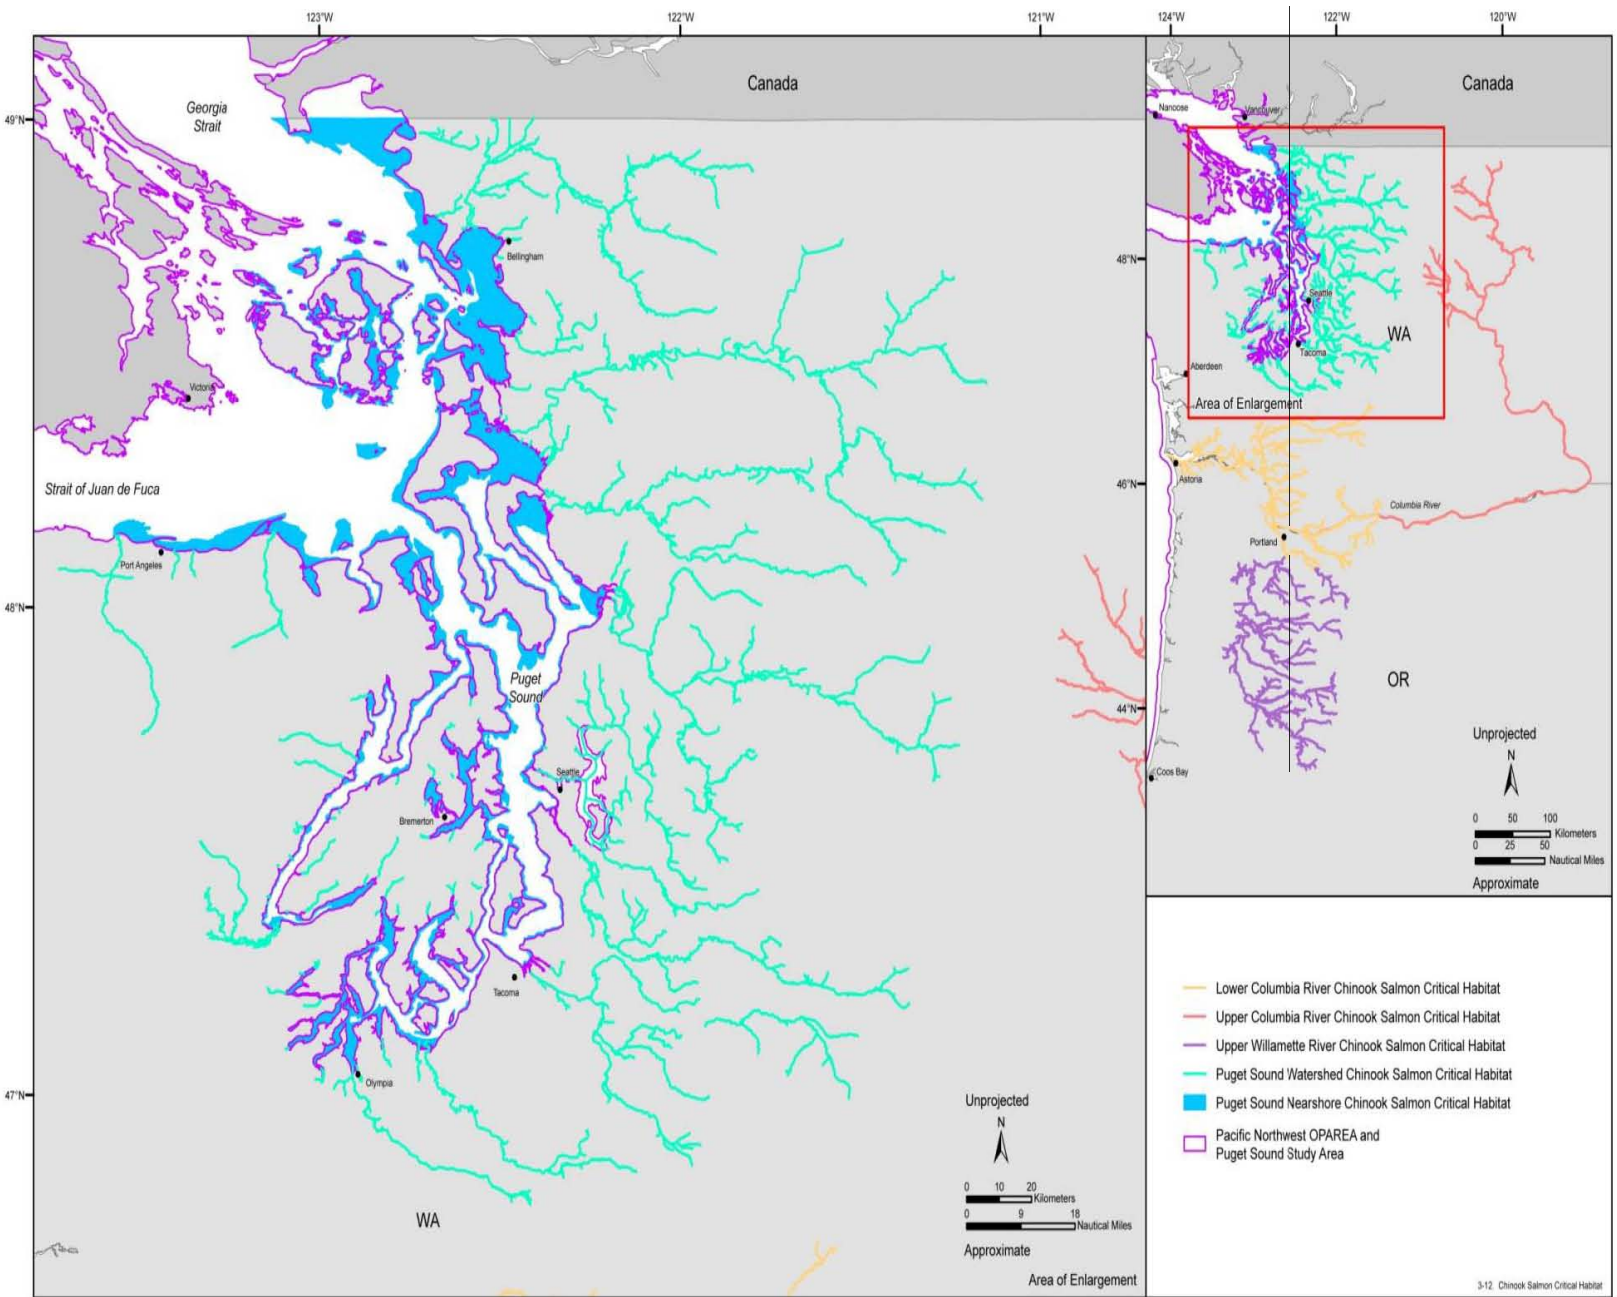 123°W
122°W
121°W
124°W
122°W
120°W
Canada
Georgia
Strait
49°N
Bellingham
Victoria
Strait of Juan de Fuca
Port Angeles
48°N
Puget
Sound
Seattle
Bremerton
Tacoma
Olympia
47°N
WA
Unprojected
N
0 10 20
Kilometers
0 9 18
Nautical Miles
Approximate
Area of Enlargement
Canada
Nanoose
Vancouver
48°N
Seattle
WA
Tacoma
Aberdeen
Area of Enlargement
46°N
Astoria
Columbia River
Portland
OR
44°N
Coos Bay
Unprojected
N
0 50 100
Kilometers
0 25 50
Nautical Miles
Approximate
Lower Columbia River Chinook Salmon Critical Habitat
Upper Columbia River Chinook Salmon Critical Habitat
Upper Willamette River Chinook Salmon Critical Habitat
Puget Sound Watershed Chinook Salmon Critical Habitat
Puget Sound Nearshore Chinook Salmon Critical Habitat
Pacific Northwest OPAREA and
Puget Sound Study Area
3-12. Chinook Salmon Critical Habitat